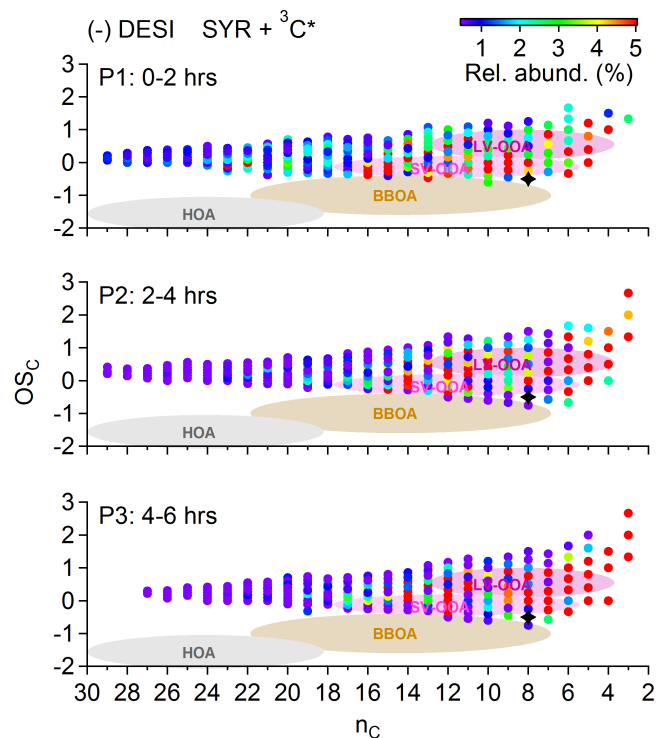 (-) DESI SYR + ³C*
1 2 3 4 5
Rel. abund. (%)
P1: 0-2 hrs
3
2
1
0
-1
-2
LV-OOA
SV-OOA
BBOA
HOA
P2: 2-4 hrs
OS_C
3
2
1
0
-1
-2
LV-OOA
SV-OOA
BBOA
HOA
P3: 4-6 hrs
3
2
1
0
-1
-2
LV-OOA
SV-OOA
BBOA
HOA
30 28 26 24 22 20 18 16 14 12 10 8 6 4 2
n_C